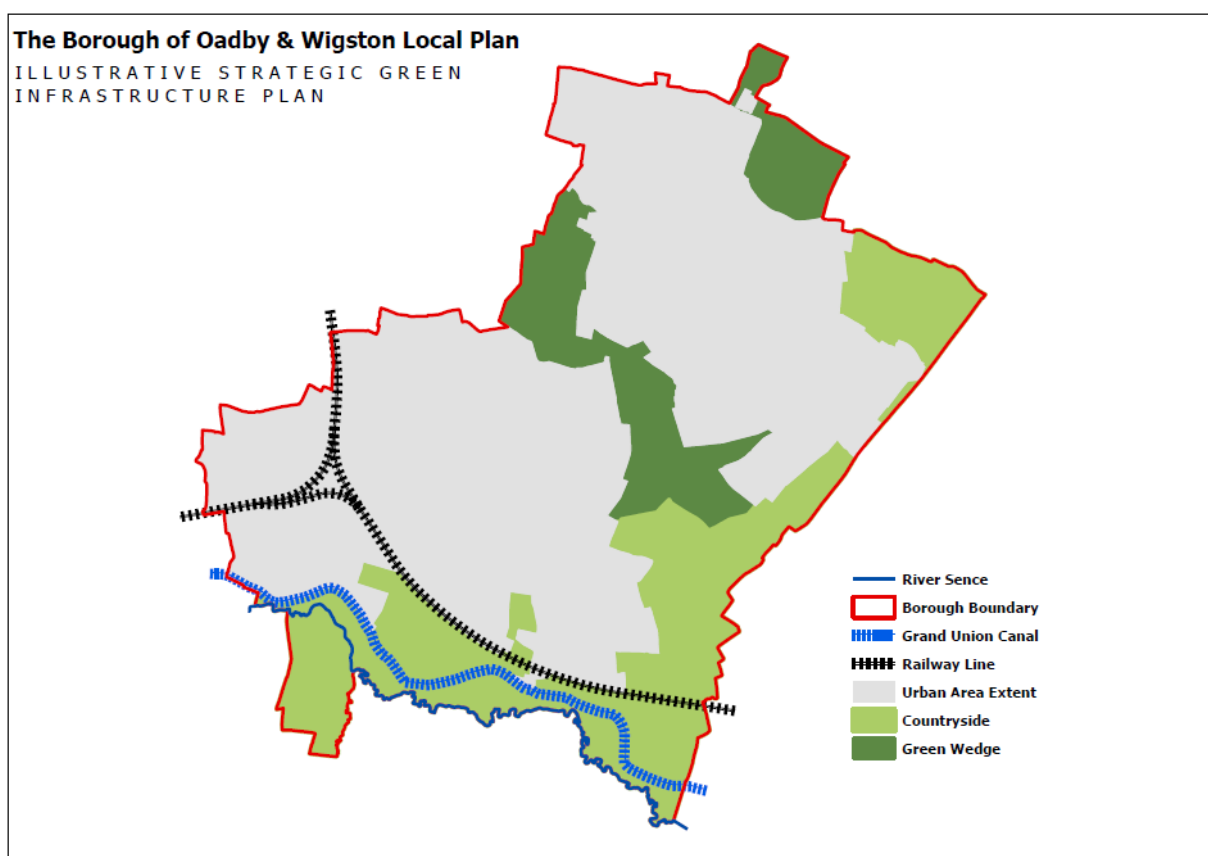 The Borough of Oadby & Wigston Local Plan
ILLUSTRATIVE STRATEGIC GREEN
INFRASTRUCTURE PLAN
River Sence
Borough Boundary
Grand Union Canal
Railway Line
Urban Area Extent
Countryside
Green Wedge